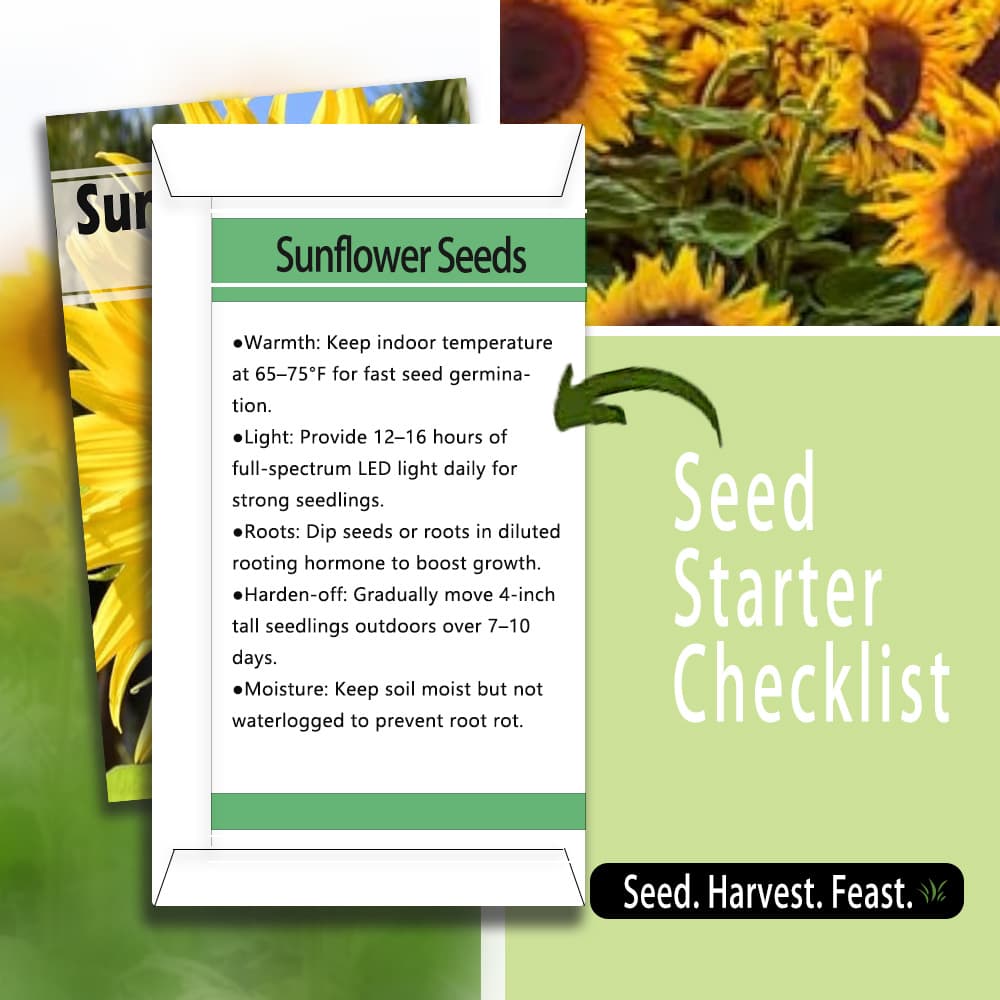 Sun
Sunflower Seeds
●Warmth: Keep indoor temperature
at 65–75°F for fast seed germina-
tion.
●Light: Provide 12–16 hours of
full-spectrum LED light daily for
strong seedlings.
●Roots: Dip seeds or roots in diluted
rooting hormone to boost growth.
●Harden-off: Gradually move 4-inch
tall seedlings outdoors over 7–10
days.
●Moisture: Keep soil moist but not
waterlogged to prevent root rot.
Seed
Starter
Checklist
Seed. Harvest. Feast.